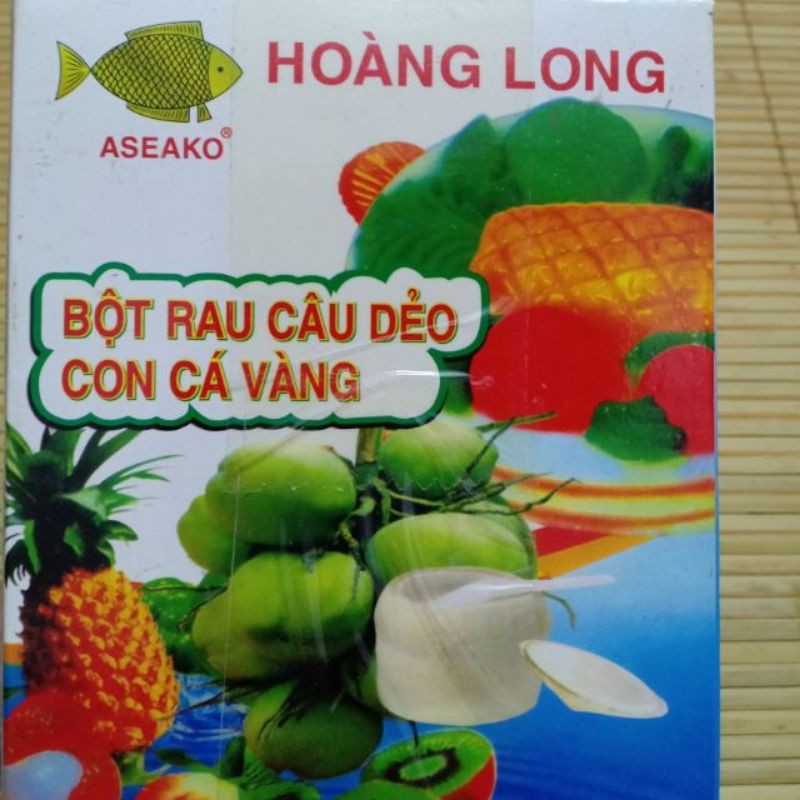 HOÀNG LONG
ASEAKO®
BỘT RAU CÂU DẺO
CON CÁ VÀNG